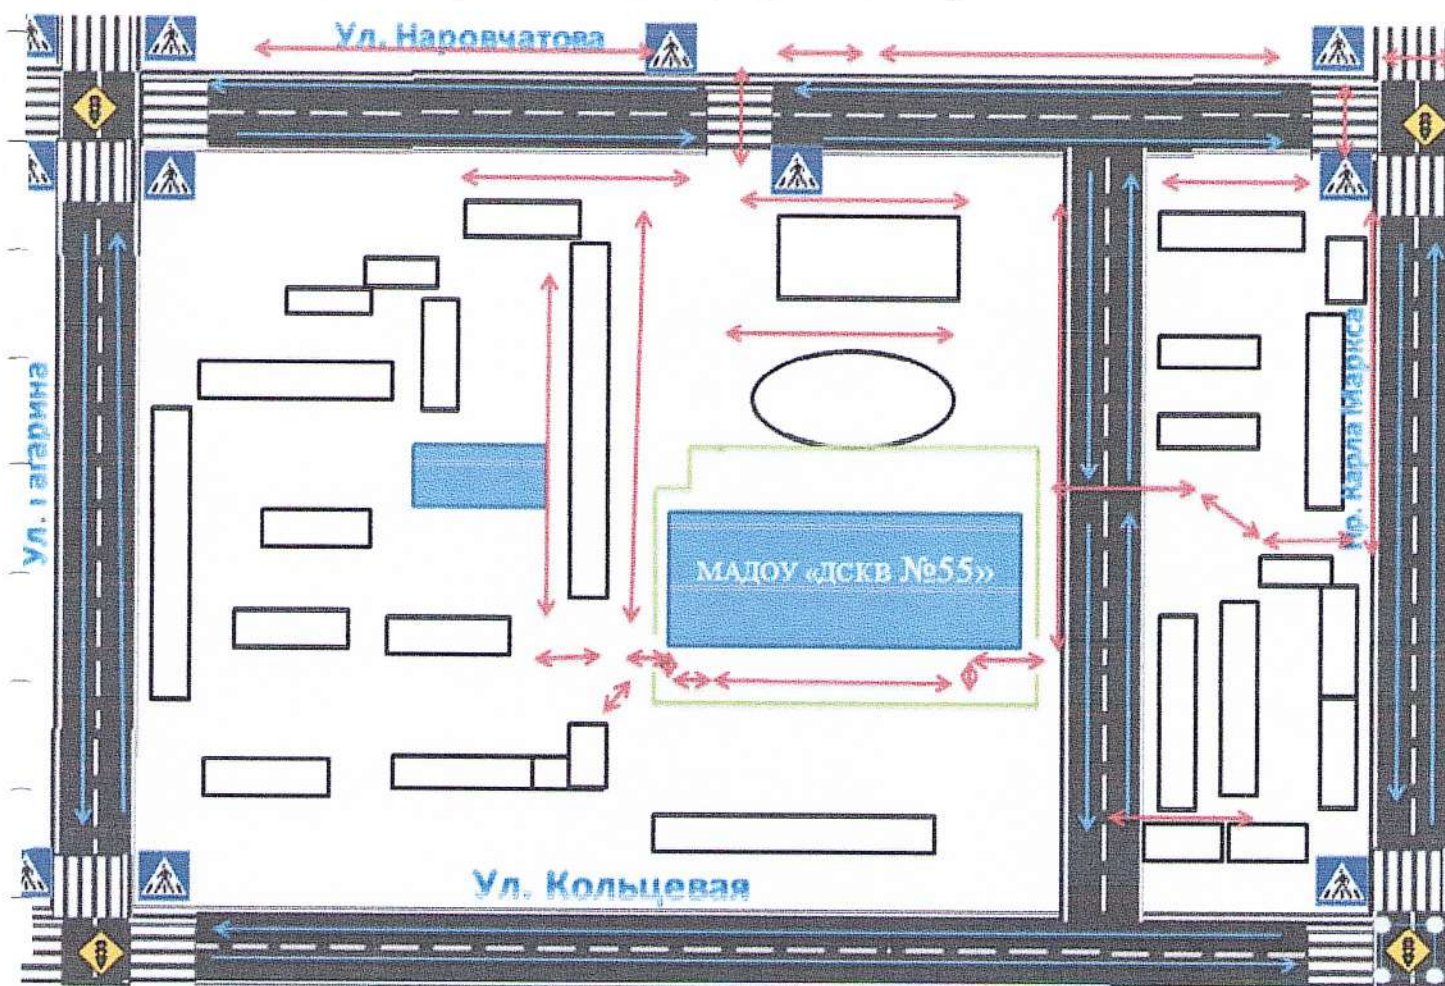 Ул. Наровчатова
Ул. Гагарина
Пр. Карла Маркса
МАДОУ «ДСКВ №55»
Ул. Кольцевая